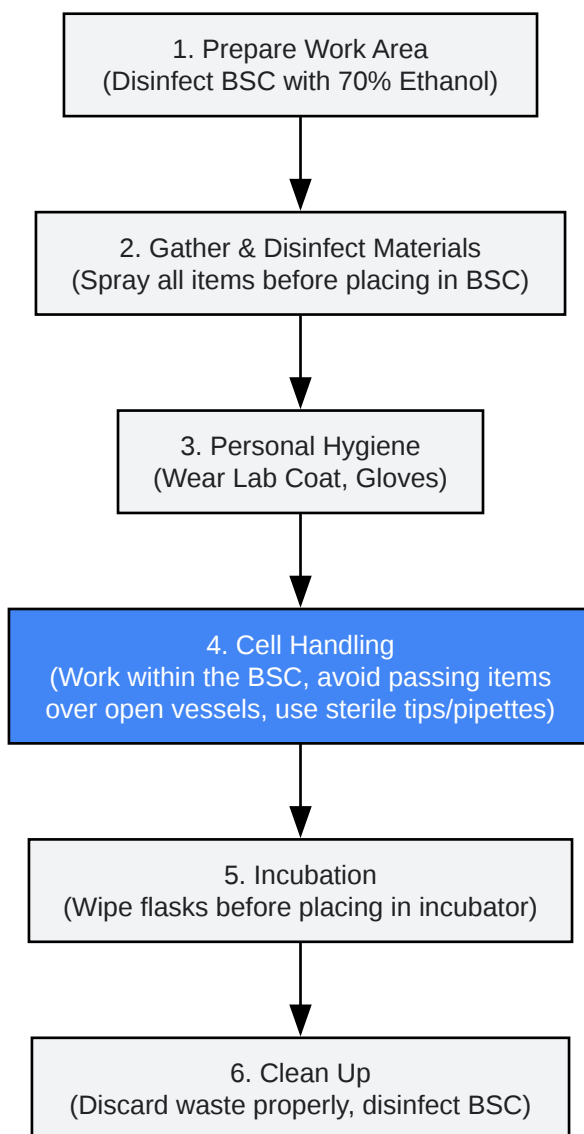 1. Prepare Work Area
(Disinfect BSC with 70% Ethanol)
2. Gather & Disinfect Materials
(Spray all items before placing in BSC)
3. Personal Hygiene
(Wear Lab Coat, Gloves)
4. Cell Handling
(Work within the BSC, avoid passing items
over open vessels, use sterile tips/pipettes)
5. Incubation
(Wipe flasks before placing in incubator)
6. Clean Up
(Discard waste properly, disinfect BSC)